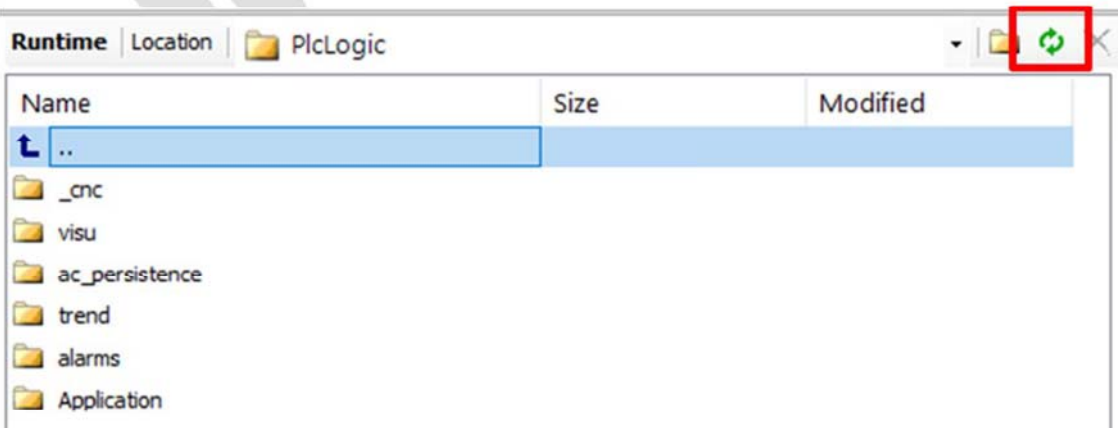 Runtime Location PlcLogic
Name Size Modified
..
_cnc
visu
ac_persistence
trend
alarms
Application